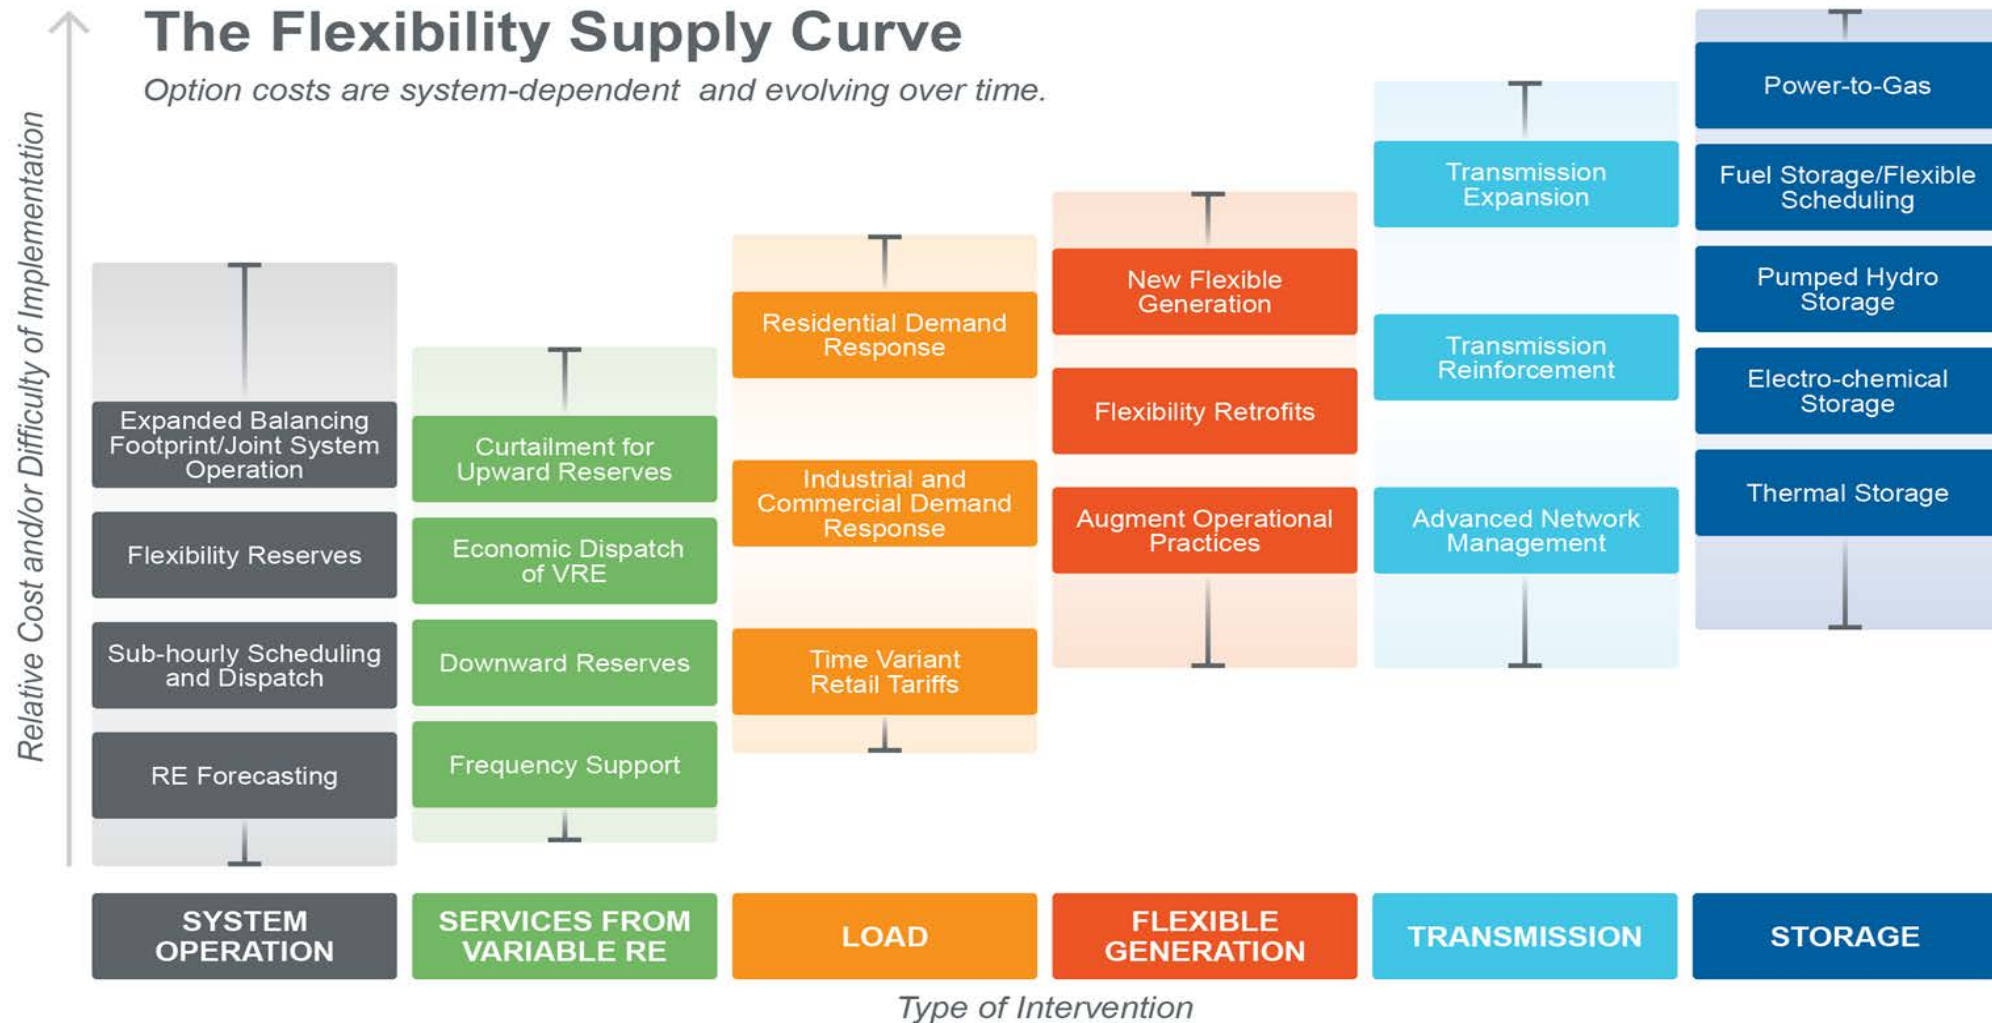 The Flexibility Supply Curve
Option costs are system-dependent and evolving over time.
Relative Cost and/or Difficulty of Implementation
Expanded Balancing
Footprint/Joint System
Operation
Flexibility Reserves
Sub-hourly Scheduling
and Dispatch
RE Forecasting
SYSTEM
OPERATION
Curtailment for
Upward Reserves
Economic Dispatch
of VRE
Downward Reserves
Frequency Support
SERVICES FROM
VARIABLE RE
Residential Demand
Response
Industrial and
Commercial Demand
Response
Time Variant
Retail Tariffs
LOAD
New Flexible
Generation
Flexibility Retrofits
Augment Operational
Practices
FLEXIBLE
GENERATION
Transmission
Expansion
Transmission
Reinforcement
Advanced Network
Management
TRANSMISSION
Power-to-Gas
Fuel Storage/Flexible
Scheduling
Pumped Hydro
Storage
Electro-chemical
Storage
Thermal Storage
STORAGE
Type of Intervention